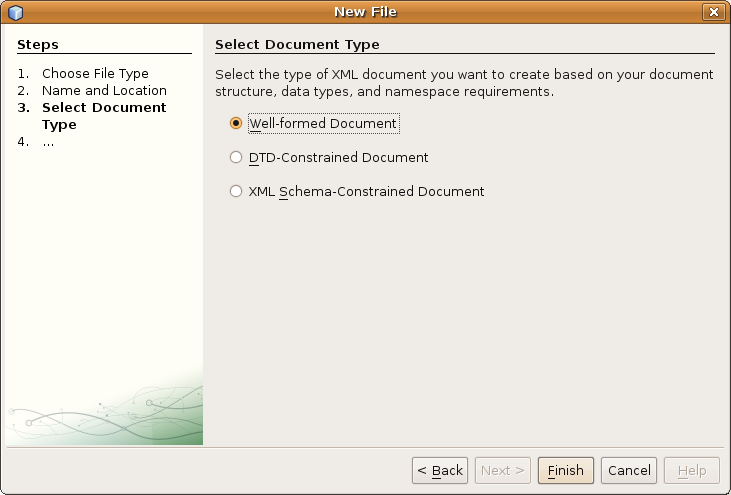 New File
Steps
1. Choose File Type
2. Name and Location
3. Select Document
Type
4. ...
Select Document Type
Select the type of XML document you want to create based on your document
structure, data types, and namespace requirements.
Well-formed Document
DTD-Constrained Document
XML Schema-Constrained Document
< Back
Next >
Finish
Cancel
Help